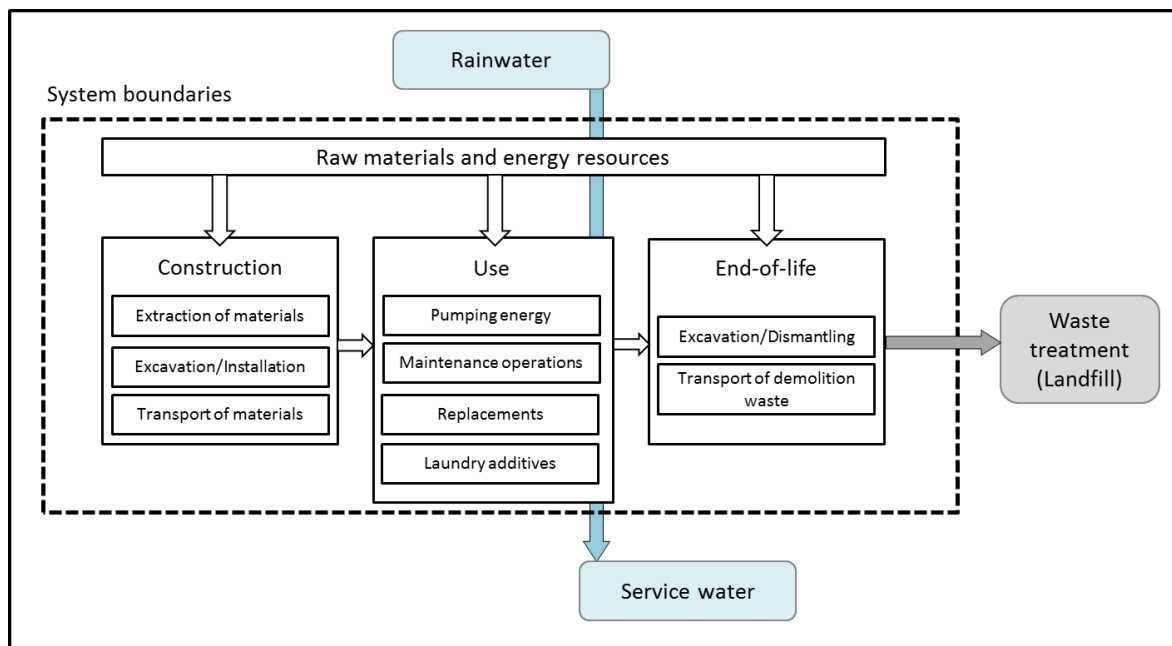 Rainwater
System boundaries
Raw materials and energy resources
Construction
Extraction of materials
Excavation/Installation
Transport of materials
Use
Pumping energy
Maintenance operations
Replacements
Laundry additives
End-of-life
Excavation/Dismantling
Transport of demolition
waste
Waste
treatment
(Landfill)
Service water